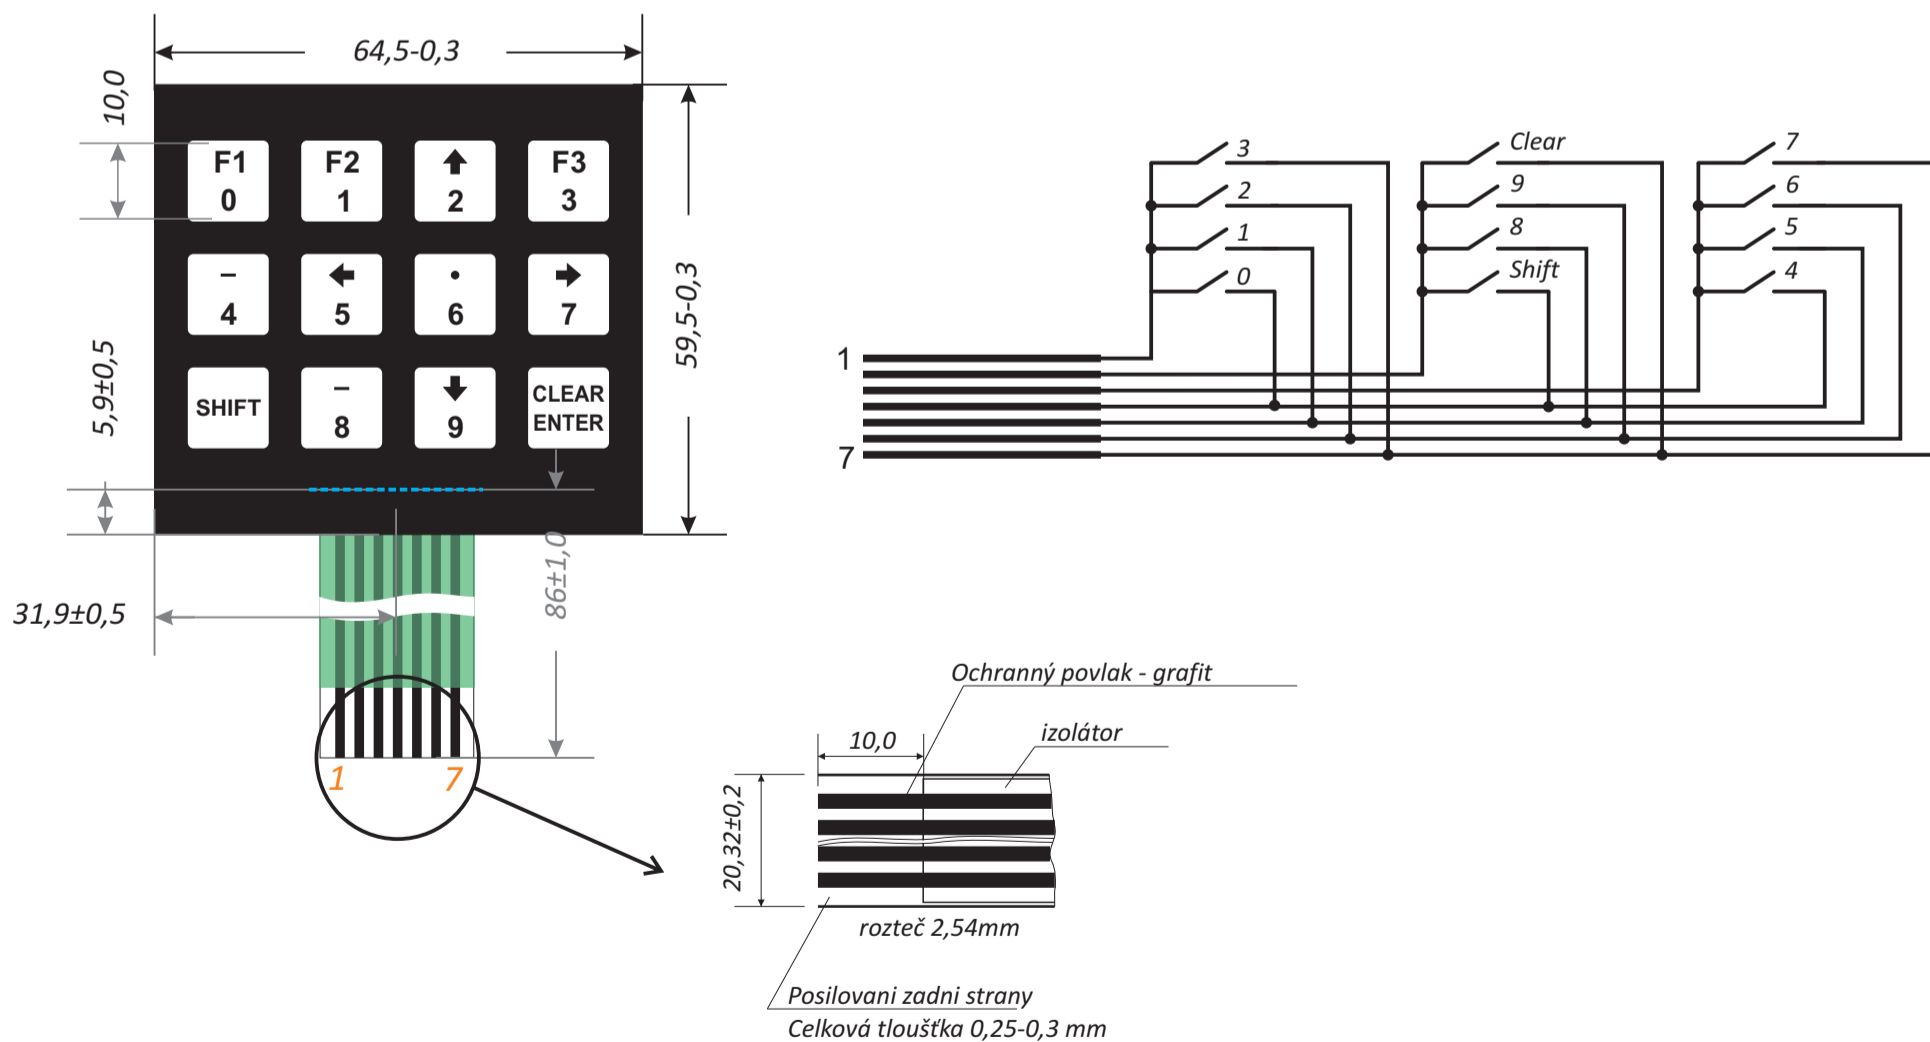 64,5-0,3
10,0
F1
0
F2
1
2
F3
3
–
4
5
•
6
7
SHIFT
–
8
9
CLEAR
ENTER
59,5-0,3
5,9±0,5
31,9±0,5
86±1,0
1
7
3
2
1
0
Clear
9
8
Shift
7
6
5
4
1
7
Ochranný povlak - grafit
izolátor
10,0
20,32±0,2
rozteč 2,54mm
Posilovani zadni strany
Celková tloušťka 0,25-0,3 mm